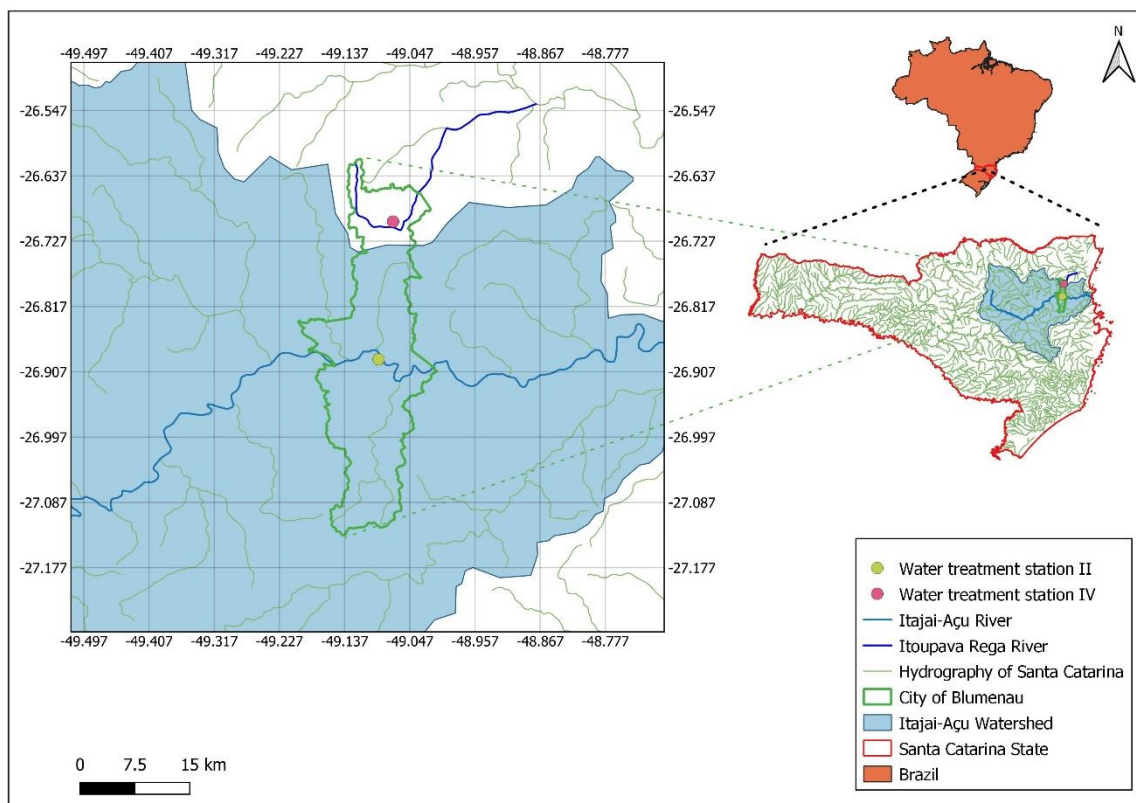 -49.497 -49.407 -49.317 -49.227 -49.137 -49.047 -48.957 -48.867 -48.777
N
-26.547 -26.547
-26.637 -26.637
-26.727 -26.727
-26.817 -26.817
-26.907 -26.907
-26.997 -26.997
-27.087 -27.087
-27.177 -27.177
-49.497 -49.407 -49.317 -49.227 -49.137 -49.047 -48.957 -48.867 -48.777
0 7.5 15 km
Water treatment station II
Water treatment station IV
Itajai-Açu River
Itoupava Rega River
Hydrography of Santa Catarina
City of Blumenau
Itajai-Açu Watershed
Santa Catarina State
Brazil